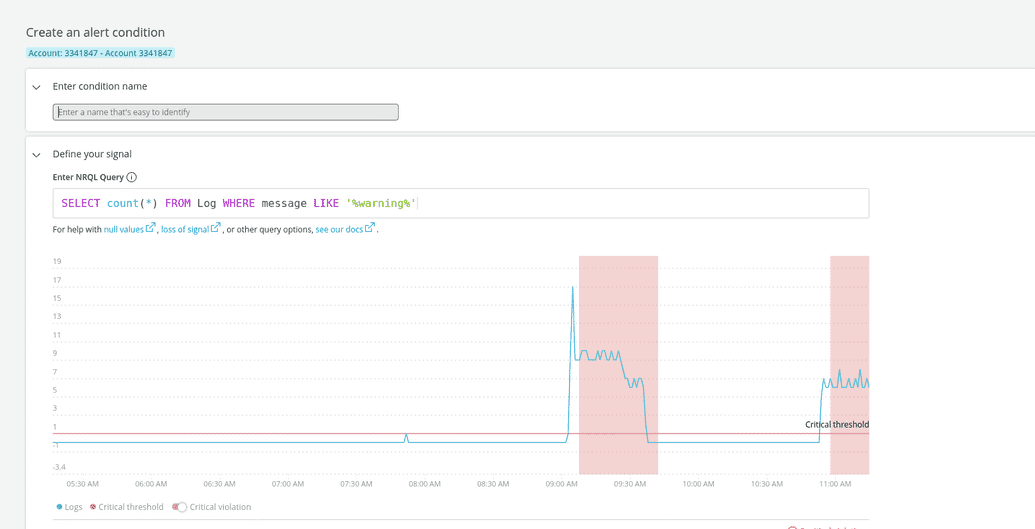 Create an alert condition
Account: 3341847 - Account 3341847
Enter condition name
Enter a name that's easy to identify
Define your signal
Enter NRQL Query
SELECT count(*) FROM Log WHERE message LIKE '%warning%'
For help with null values, loss of signal, or other query options, see our docs.
19
17
15
13
11
9
7
5
3
1
-1
-3.4
Critical threshold
05:30 AM 06:00 AM 06:30 AM 07:00 AM 07:30 AM 08:00 AM 08:30 AM 09:00 AM 09:30 AM 10:00 AM 10:30 AM 11:00 AM
Logs Critical threshold Critical violation